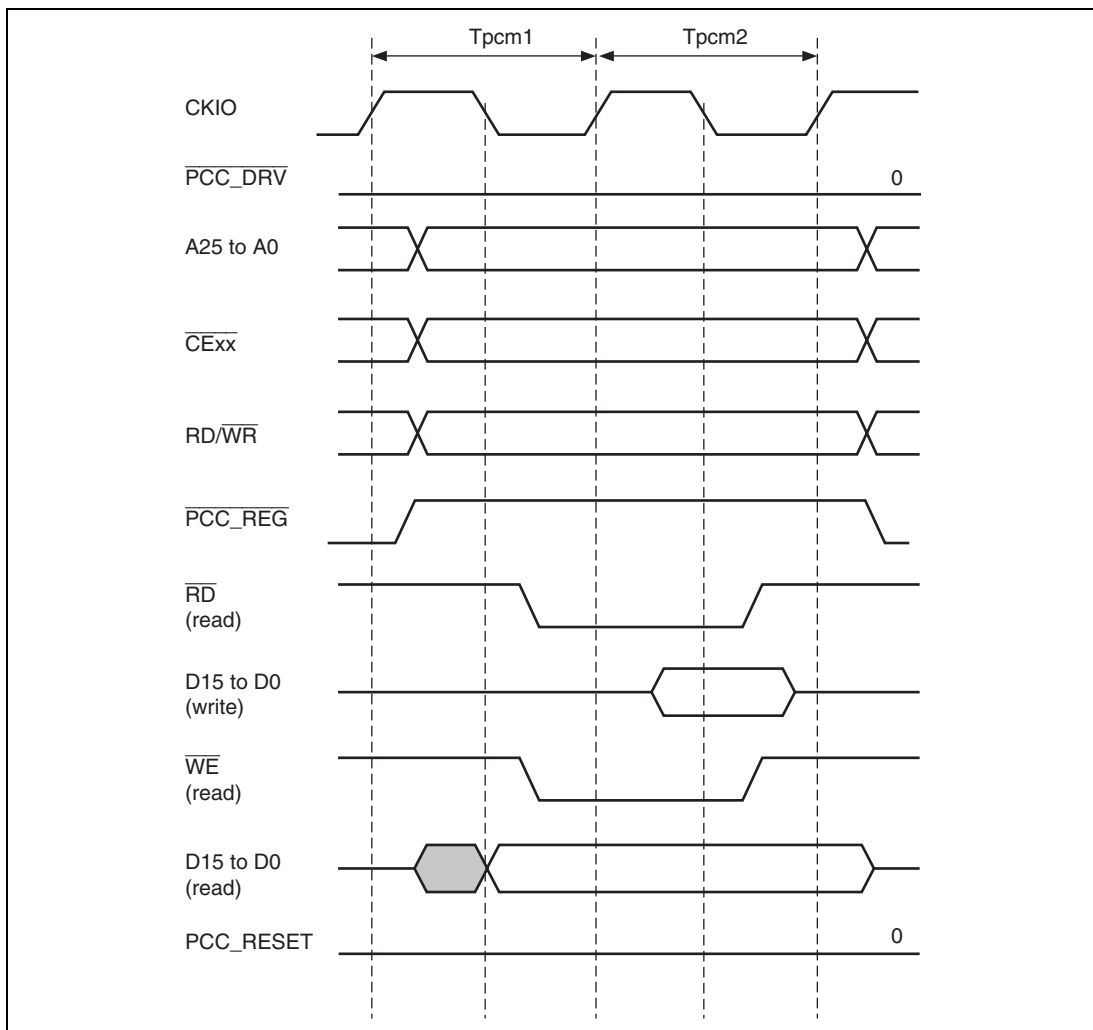 Tpcm1 Tpcm2
CKIO
PCC_DRV
0
A25 to A0
CExx
RD/WR
PCC_REG
RD
(read)
D15 to D0
(write)
WE
(read)
D15 to D0
(read)
PCC_RESET
0